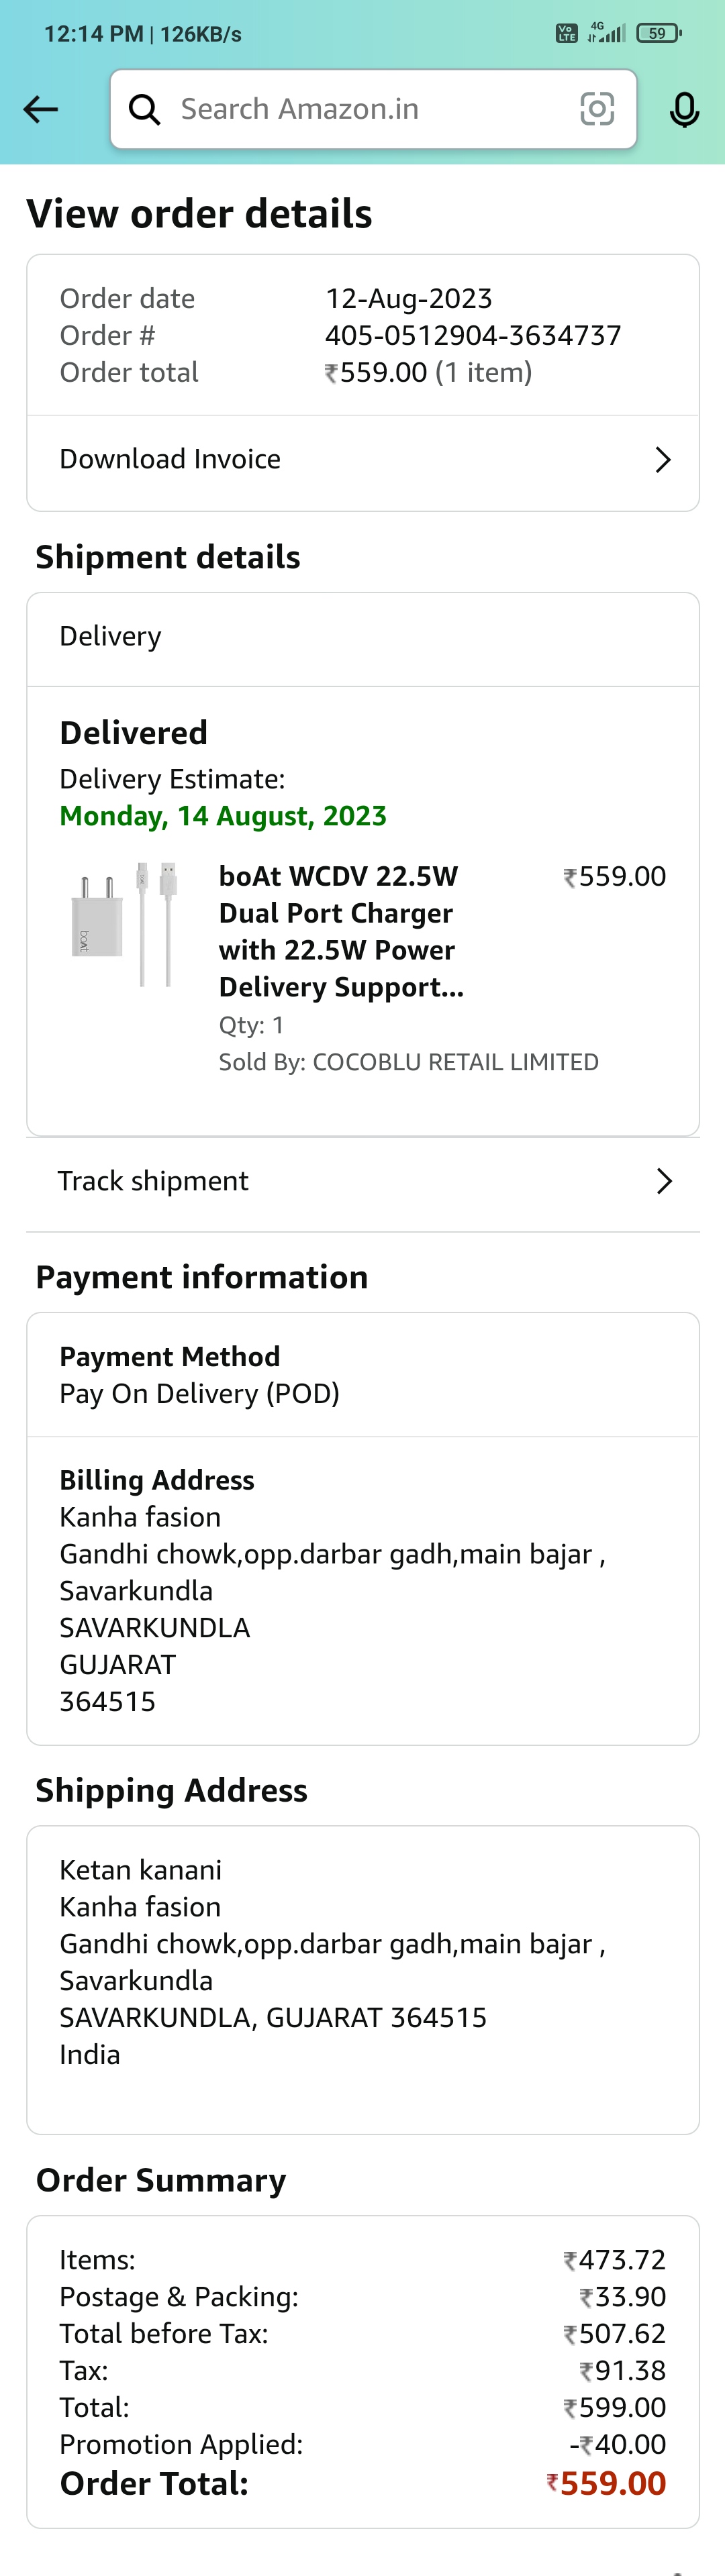 12:14 PM | 126KB/s
Vo LTE 4G 59
Search Amazon.in
View order details
Order date 12-Aug-2023
Order # 405-0512904-3634737
Order total ₹559.00 (1 item)
Download Invoice
Shipment details
Delivery
Delivered
Delivery Estimate:
Monday, 14 August, 2023
boAt
boAt WCDV 22.5W ₹559.00
Dual Port Charger
with 22.5W Power
Delivery Support...
Qty: 1
Sold By: COCOBLU RETAIL LIMITED
Track shipment
Payment information
Payment Method
Pay On Delivery (POD)
Billing Address
Kanha fasion
Gandhi chowk,opp.darbar gadh,main bajar ,
Savarkundla
SAVARKUNDLA
GUJARAT
364515
Shipping Address
Ketan kanani
Kanha fasion
Gandhi chowk,opp.darbar gadh,main bajar ,
Savarkundla
SAVARKUNDLA, GUJARAT 364515
India
Order Summary
Items: ₹473.72
Postage & Packing: ₹33.90
Total before Tax: ₹507.62
Tax: ₹91.38
Total: ₹599.00
Promotion Applied: -₹40.00
Order Total: ₹559.00